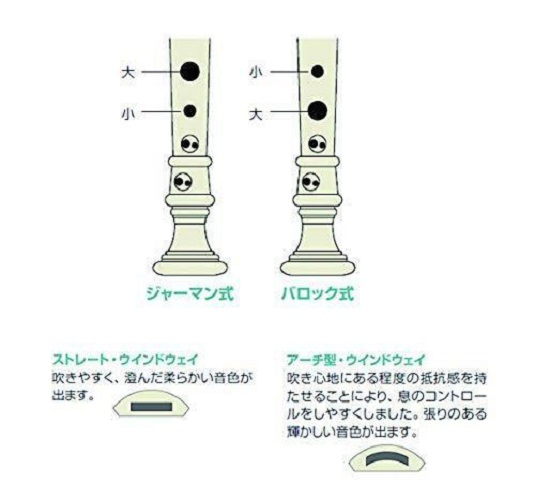 大
小
小
大
ジャーマン式
バロック式
ストレート・ウインドウェイ
吹きやすく、澄んだ柔らかい音色が
出ます。
アーチ型・ウインドウェイ
吹き心地にある程度の抵抗感を持
たせることにより、息のコントロー
ルをしやすくしました。張りのある
輝かしい音色が出ます。